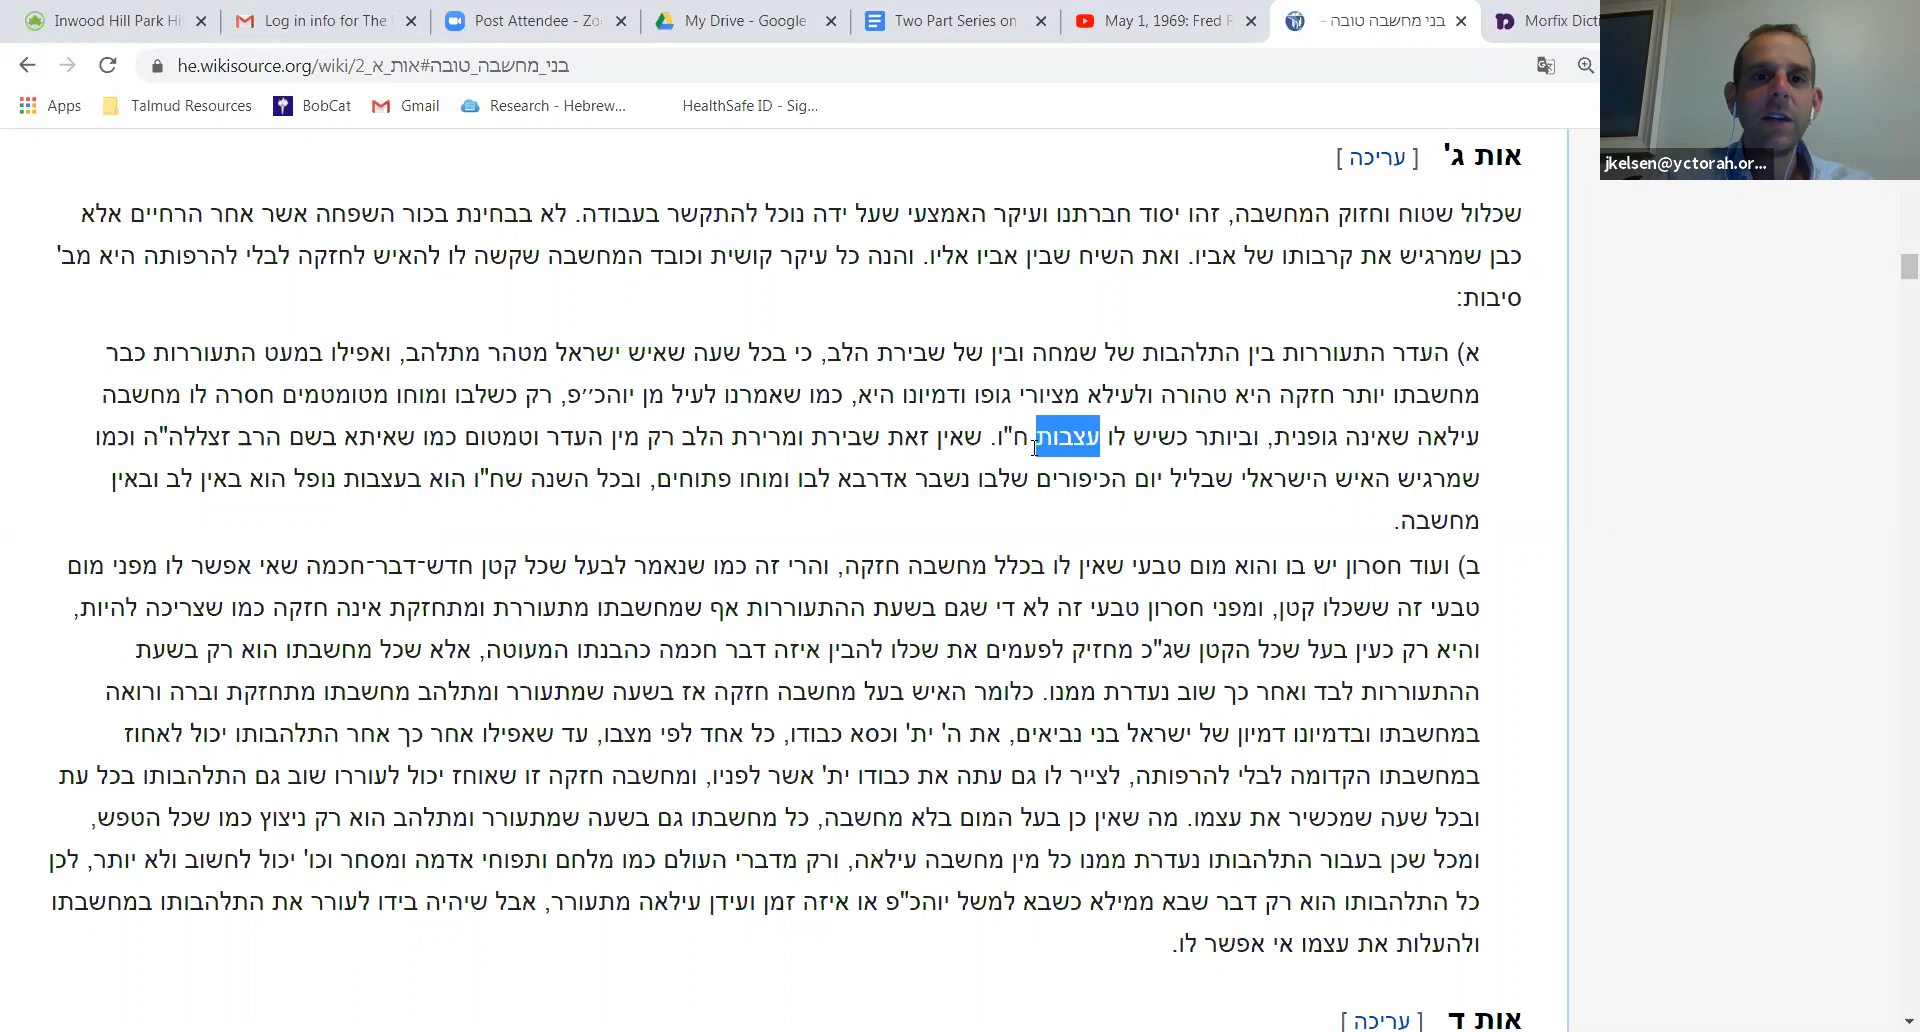 Inwood Hill Park Hi
Log in info for The
Post Attendee - Zo
My Drive - Google
Two Part Series on
May 1, 1969: Fred R
בני מחשבה טובה –
Morfix Dicti
he.wikisource.org/wiki/2_בני_מחשבה_טובה#אות_א
Apps
Talmud Resources
BobCat
Gmail
Research - Hebrew...
HealthSafe ID - Sig...
jkelsen@yctorah.or...
אות ג' [ עריכה ]
שכלול שטוח וחזוק המחשבה, זהו יסוד חברתנו ועיקר האמצעי שעל ידה נוכל להתקשר בעבודה. לא בבחינת בכור השפחה אשר אחר הרחיים אלא
כבן שמרגיש את קרבותו של אביו. ואת השיח שבין אביו אליו. והנה כל עיקר קושית וכובד המחשבה שקשה לו להאיש לחזקה לבלי להרפותה היא מב'
סיבות:
א) העדר התעוררות בין התלהבות של שמחה ובין של שבירת הלב, כי בכל שעה שאיש ישראל מטהר מתלהב, ואפילו במעט התעוררות כבר
מחשבתו יותר חזקה היא טהורה ולעילא מציורי גופו ודמיונו היא, כמו שאמרנו לעיל מן יוהכ״פ, רק כשלבו ומוחו מטומטמים חסרה לו מחשבה
עילאה שאינה גופנית, וביותר כשיש לו עצבות ח"ו. שאין זאת שבירת ומרירת הלב רק מין העדר וטמטום כמו שאיתא בשם הרב זצללה"ה וכמו
שמרגיש האיש הישראלי שבליל יום הכיפורים שלבו נשבר אדרבא לבו ומוחו פתוחים, ובכל השנה שח"ו הוא בעצבות נופל הוא באין לב ובאין
מחשבה.
ב) ועוד חסרון יש בו והוא מום טבעי שאין לו בכלל מחשבה חזקה, והרי זה כמו שנאמר לבעל שכל קטן חדש־דבר־חכמה שאי אפשר לו מפני מום
טבעי זה ששכלו קטן, ומפני חסרון טבעי זה לא די שגם בשעת ההתעוררות אף שמחשבתו מתעוררת ומתחזקת אינה חזקה כמו שצריכה להיות,
והיא רק כעין בעל שכל הקטן שג"כ מחזיק לפעמים את שכלו להבין איזה דבר חכמה כהבנתו המעוטה, אלא שכל מחשבתו הוא רק בשעת
ההתעוררות לבד ואחר כך שוב נעדרת ממנו. כלומר האיש בעל מחשבה חזקה אז בשעה שמתעורר ומתלהב מחשבתו מתחזקת וברה ורואה
במחשבתו ובדמיונו דמיון של ישראל בני נביאים, את ה' ית' וכסא כבודו, כל אחד לפי מצבו, עד שאפילו אחר כך אחר התלהבותו יכול לאחוז
במחשבתו הקדומה לבלי להרפותה, לצייר לו גם עתה את כבודו ית' אשר לפניו, ומחשבה חזקה זו שאוחז יכול לעוררו שוב גם התלהבותו בכל עת
ובכל שעה שמכשיר את עצמו. מה שאין כן בעל המום בלא מחשבה, כל מחשבתו גם בשעה שמתעורר ומתלהב הוא רק ניצוץ כמו שכל הטפש,
ומכל שכן בעבור התלהבותו נעדרת ממנו כל מין מחשבה עילאה, ורק מדברי העולם כמו מלחם ותפוחי אדמה ומסחר וכו' יכול לחשוב ולא יותר, לכן
כל התלהבותו הוא רק דבר שבא ממילא כשבא למשל יוהכ"פ או איזה זמן ועידן עילאה מתעורר, אבל שיהיה בידו לעורר את התלהבותו במחשבתו
ולהעלות את עצמו אי אפשר לו.
אות ד [ עריכה ]